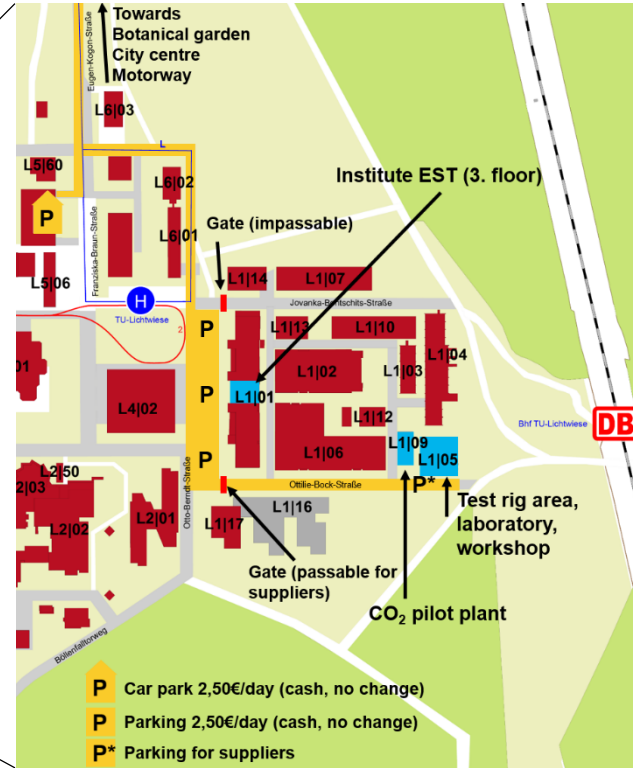 Towards
Botanical garden
City centre
Motorway
Eugen-Kogon-Straße
L6|03
L
L5|60
L6|02
Institute EST (3. floor)
P
Franziska-Braun-Straße
L6|01
Gate (impassable)
L5|06
L1|14
L1|07
H
Jovanka-Bontschits-Straße
TU-Lichtwiese
2
P
L1|13
L1|10
L1|04
01
L1|02
L1|03
P
L1|01
L4|02
L1|12
Bhf TU-Lichtwiese
DB
L1|09
L1|06
L1|05
P
L2|50
Ottilie-Bock-Straße
P*
L2|03
Otto-Berndt-Straße
L1|16
Test rig area,
laboratory,
workshop
L2|02
L2|01
L1|17
Gate (passable for
suppliers)
CO₂ pilot plant
Böllenfalltorweg
P Car park 2,50€/day (cash, no change)
P Parking 2,50€/day (cash, no change)
P* Parking for suppliers